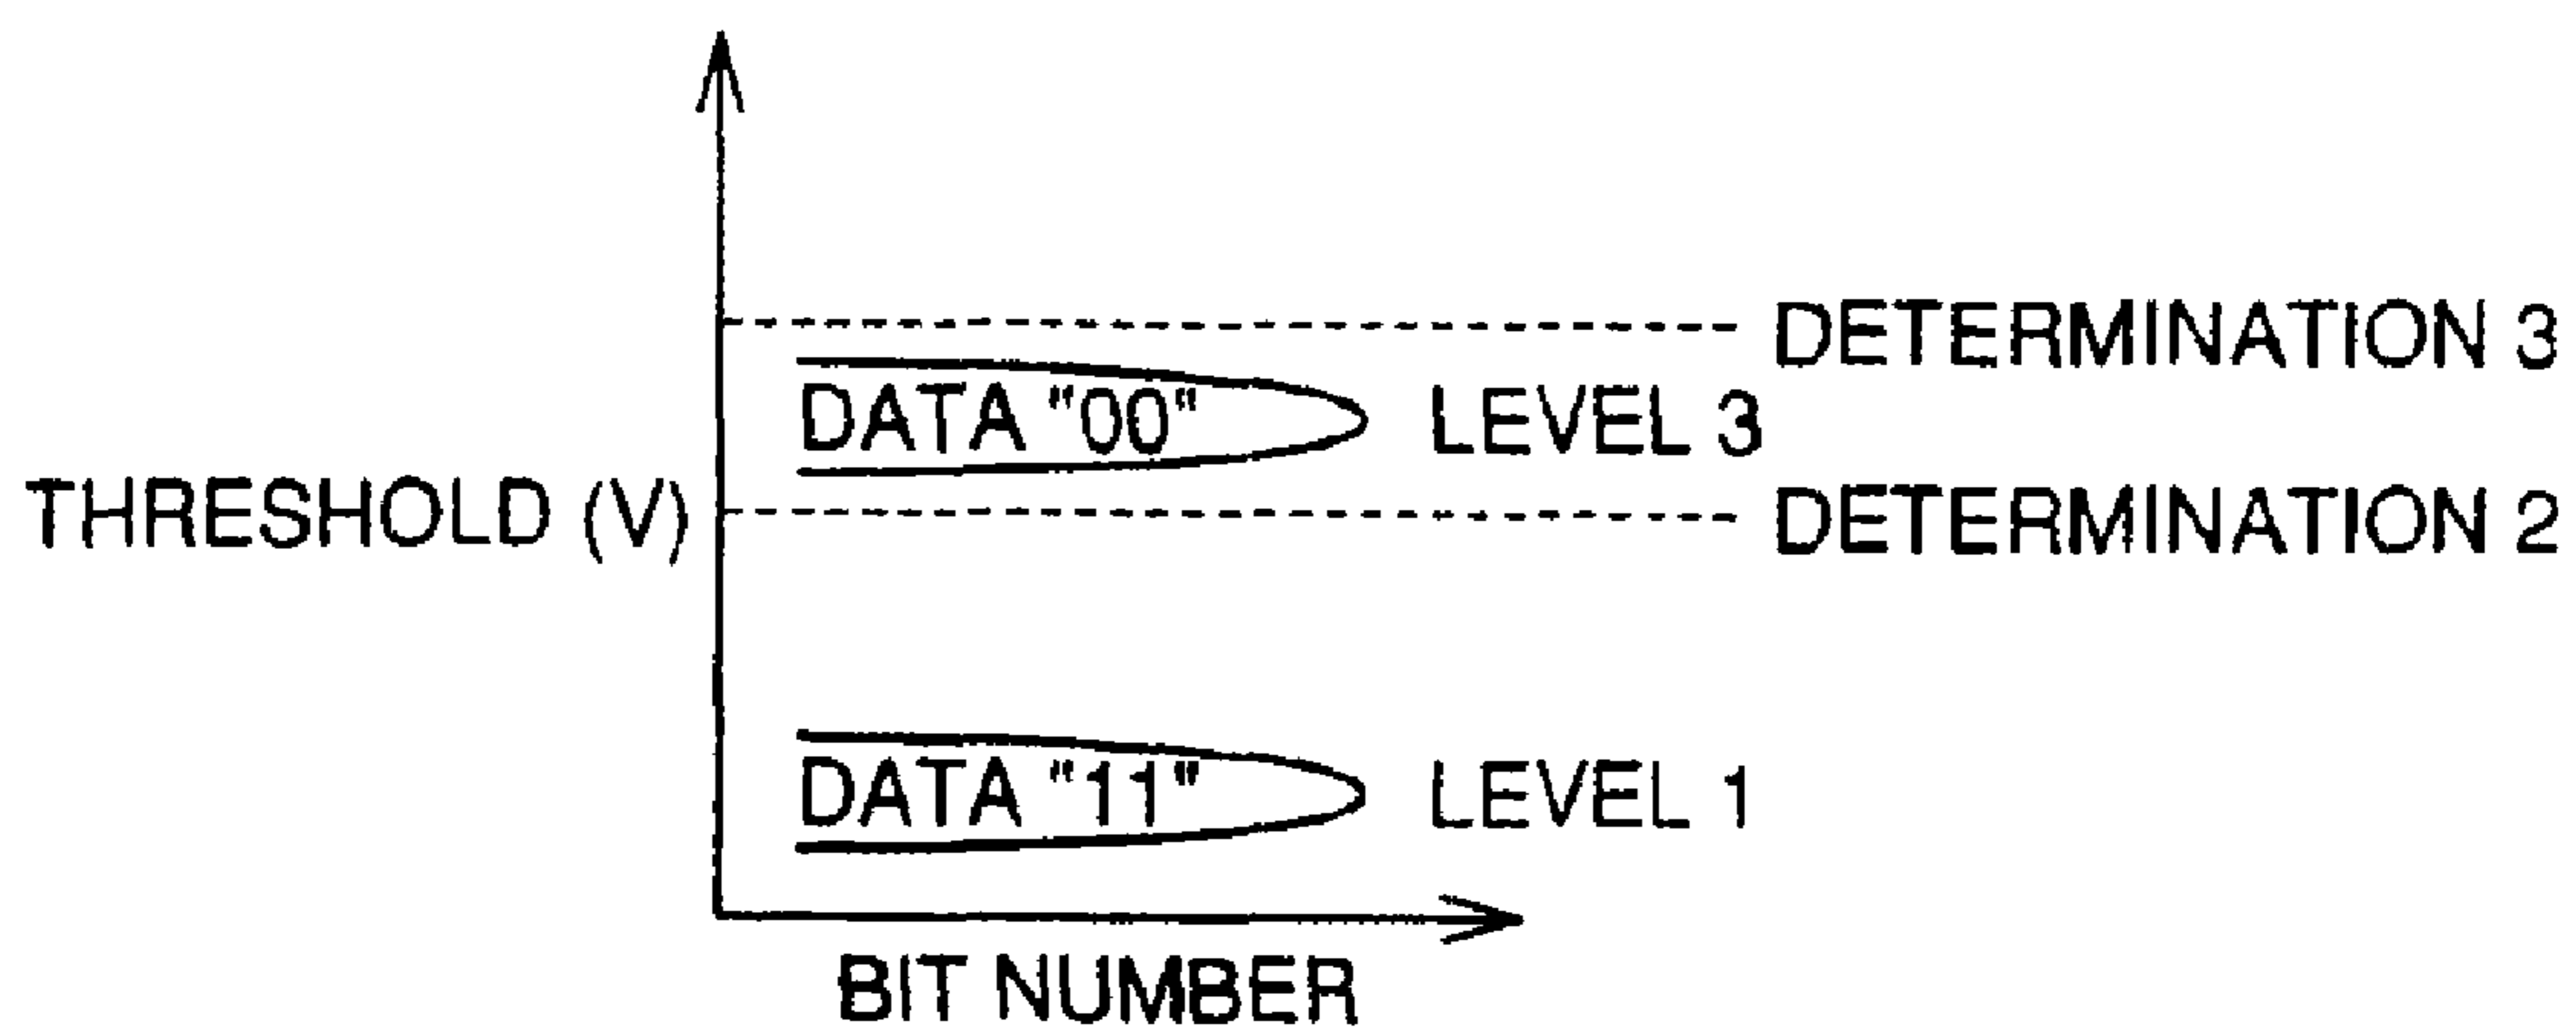 DETERMINATION 3
DATA "00" LEVEL 3
THRESHOLD (V) DETERMINATION 2
DATA "11" LEVEL 1
BIT NUMBER